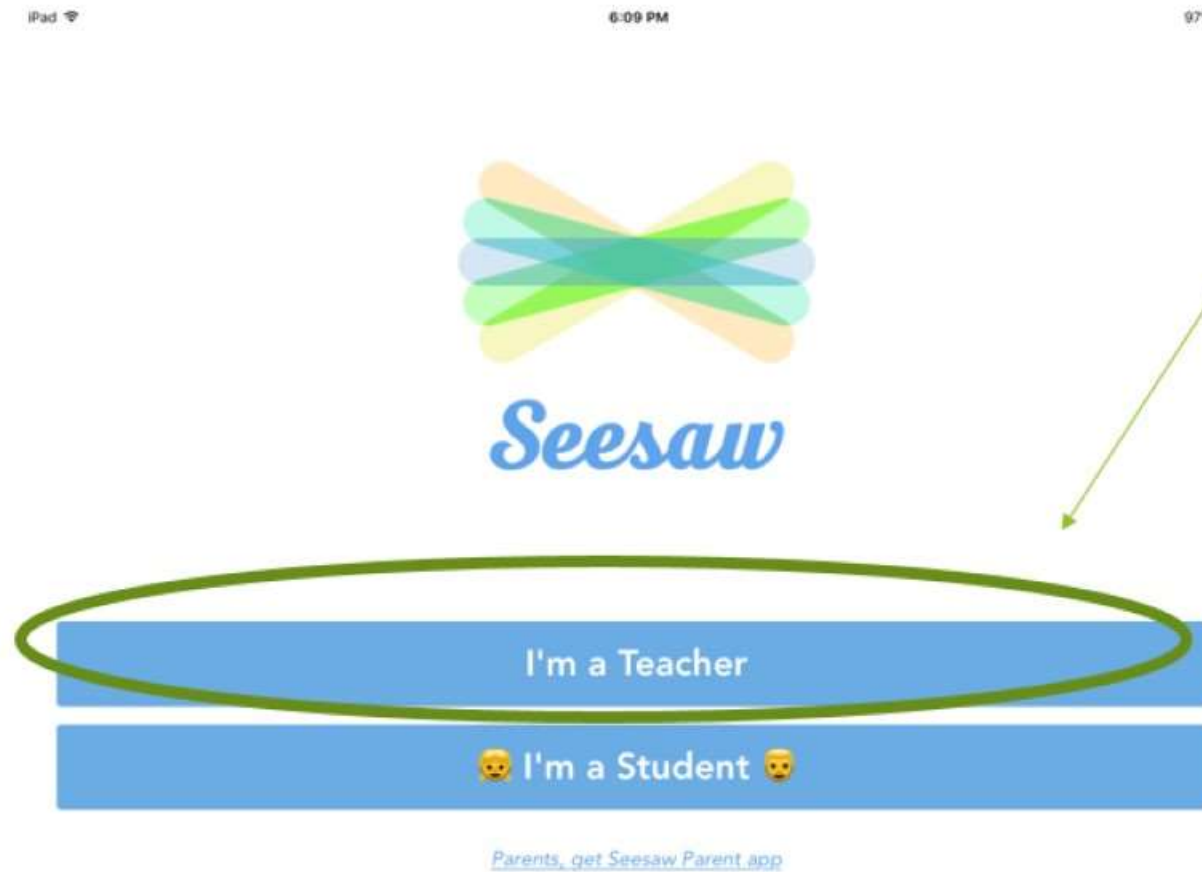 iPad
6:09 PM
97
Seesaw
I'm a Teacher
I'm a Student
Parents, get Seesaw Parent app